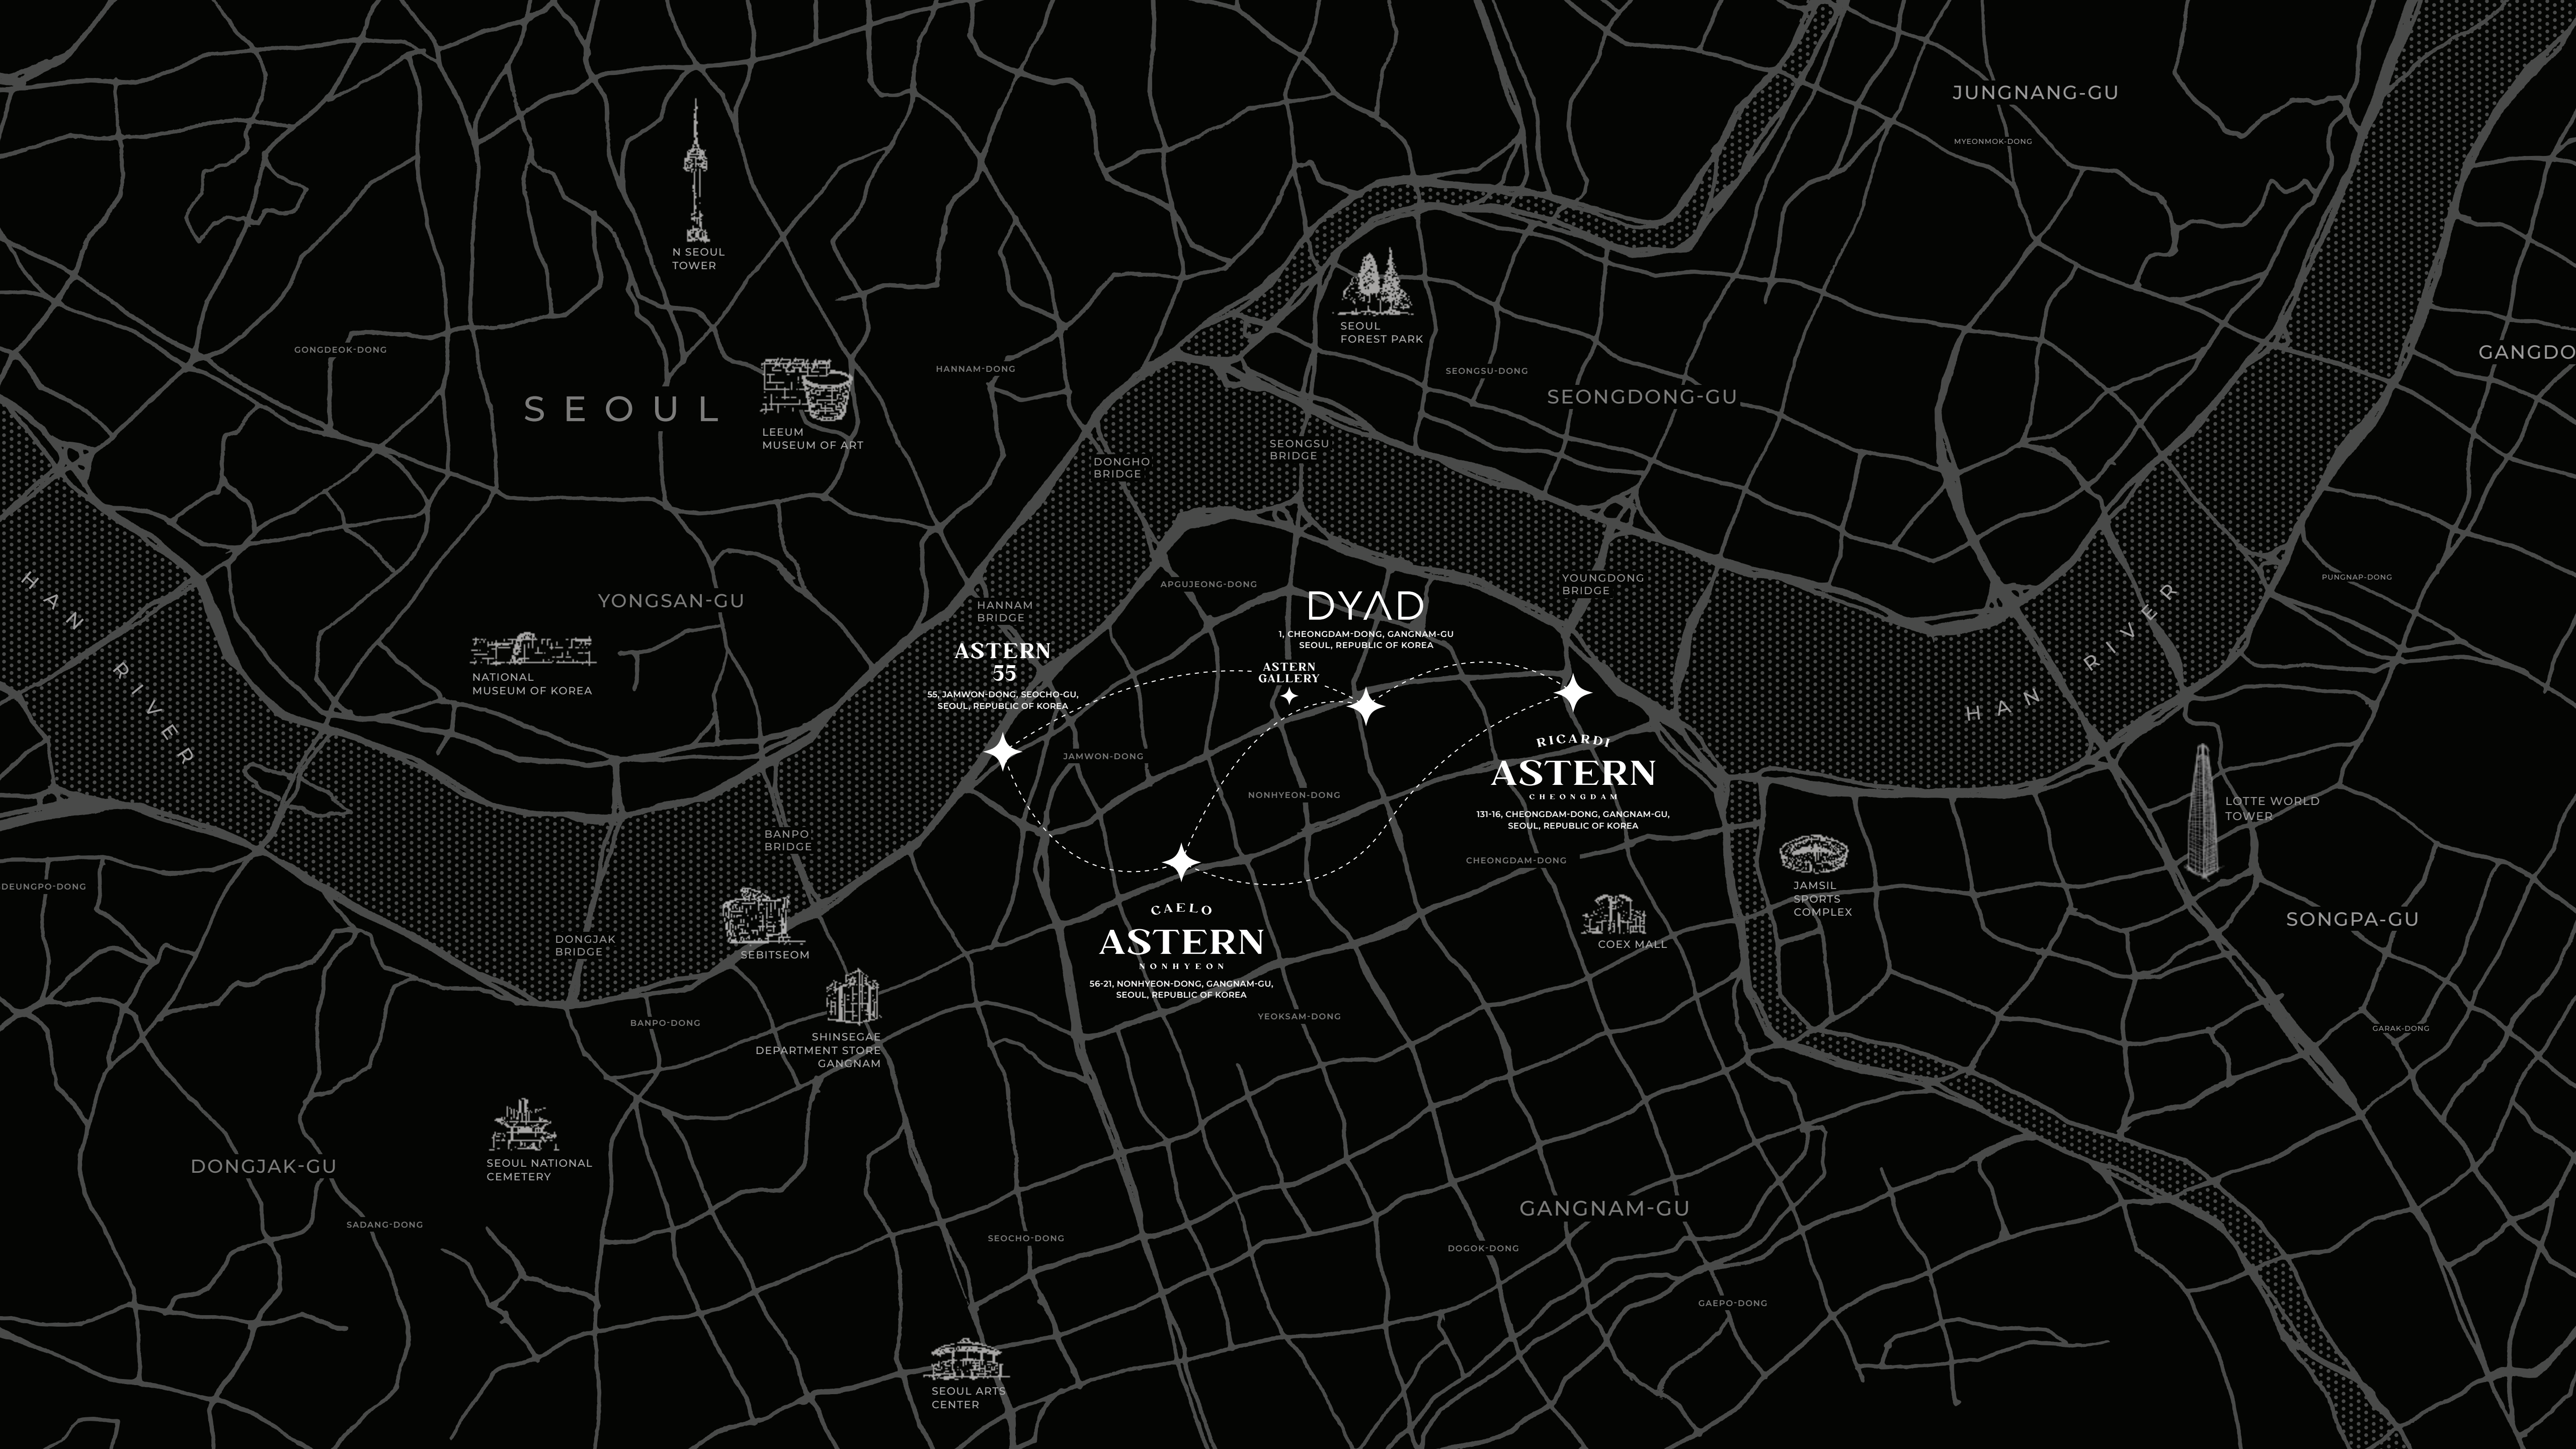 JUNGNANG-GU
MYEONMOK-DONG
N SEOUL
TOWER
SEOUL
FOREST PARK
GONGDEOK-DONG
HANNAM-DONG
SEONGSU-DONG
GANGDO
SEONGDONG-GU
SEOUL
LEEUM
MUSEUM OF ART
DONGHO
BRIDGE
SEONGSU
BRIDGE
HAN RIVER
YONGSAN-GU
HANNAM
BRIDGE
APGUJEONG-DONG
YOUNGDONG
BRIDGE
PUNGNAP-DONG
DYAD
1, CHEONGDAM-DONG, GANGNAM-GU
SEOUL, REPUBLIC OF KOREA
NATIONAL
MUSEUM OF KOREA
ASTERN
55
55, JAMWON-DONG, SEOCHO-GU,
SEOUL, REPUBLIC OF KOREA
ASTERN
GALLERY
HAN RIVER
JAMWON-DONG
NONHYEON-DONG
RICARDI
ASTERN
CHEONGDAM
131-16, CHEONGDAM-DONG, GANGNAM-GU,
SEOUL, REPUBLIC OF KOREA
LOTTE WORLD
TOWER
BANPO
BRIDGE
CHEONGDAM-DONG
DEUNGPO-DONG
JAMSIL
SPORTS
COMPLEX
CAELO
ASTERN
NONHYEON
56-21, NONHYEON-DONG, GANGNAM-GU,
SEOUL, REPUBLIC OF KOREA
COEX MALL
SONGPA-GU
DONGJAK
BRIDGE
SEBITSEOM
BANPO-DONG
YEOKSAM-DONG
GARAK-DONG
SHINSEGAE
DEPARTMENT STORE
GANGNAM
DONGJAK-GU
SEOUL NATIONAL
CEMETERY
SADANG-DONG
GANGNAM-GU
SEOCHO-DONG
DOGOK-DONG
GAEPO-DONG
SEOUL ARTS
CENTER